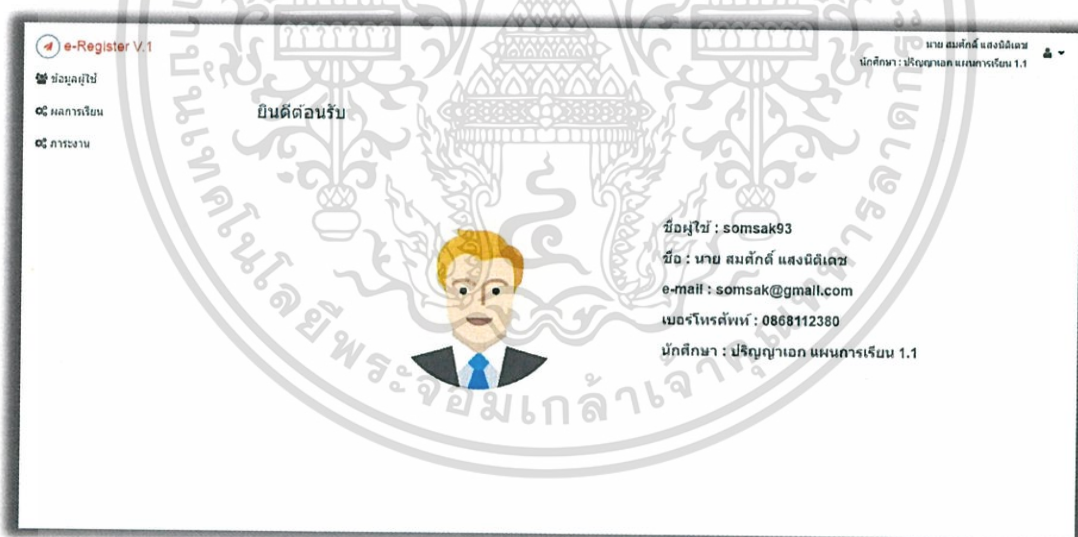 e-Register V.1
นาย สมศักดิ์ แสงนิติเดช
นักศึกษา : ปริญญาเอก แผนการเรียน 1.1
ข้อมูลผู้ใช้
ผลการเรียน
ภาระงาน
ยินดีต้อนรับ
ชื่อผู้ใช้ : somsak93
ชื่อ : นาย สมศักดิ์ แสงนิติเดช
e-mail : somsak@gmail.com
เบอร์โทรศัพท์ : 0868112380
นักศึกษา : ปริญญาเอก แผนการเรียน 1.1